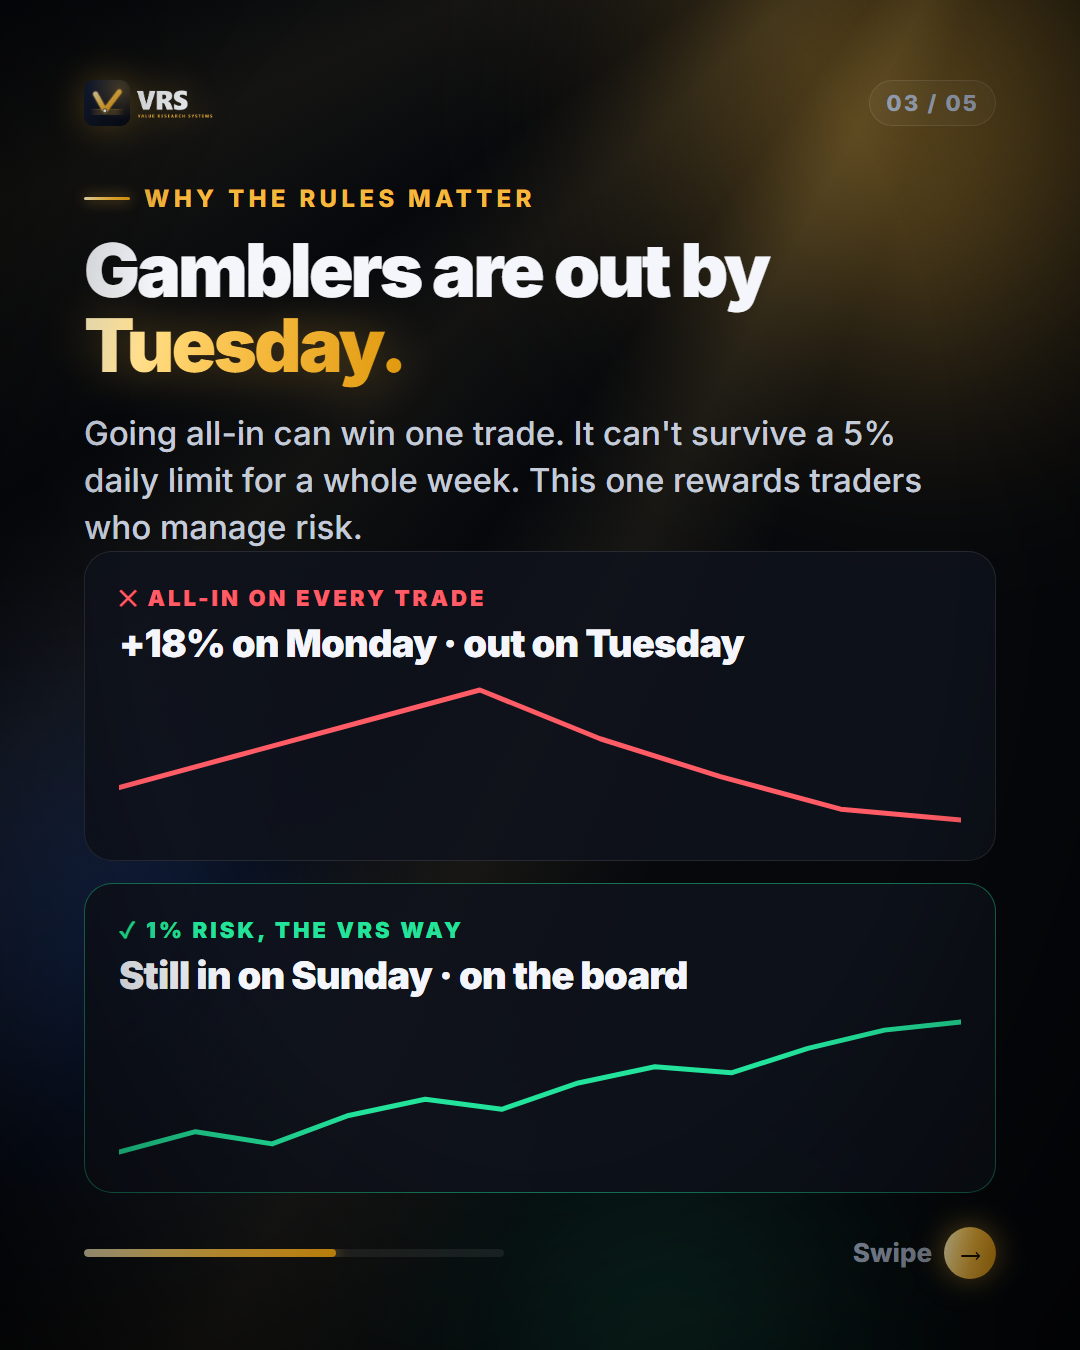 VRS
VALUE RESEARCH SYSTEMS
03 / 05
WHY THE RULES MATTER
Gamblers are out by
Tuesday.
Going all-in can win one trade. It can't survive a 5%
daily limit for a whole week. This one rewards traders
who manage risk.
✕ ALL-IN ON EVERY TRADE
+18% on Monday · out on Tuesday
✓ 1% RISK, THE VRS WAY
Still in on Sunday · on the board
Swipe →